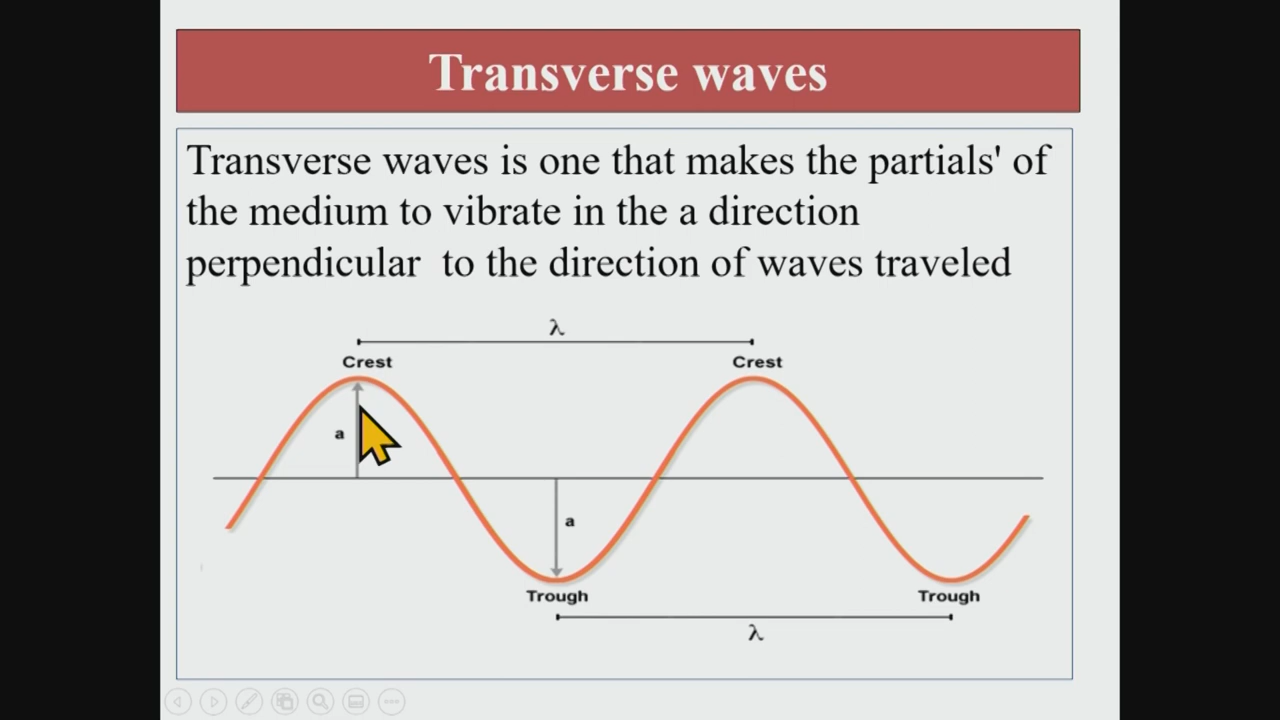 Transverse waves
Transverse waves is one that makes the partials' of
the medium to vibrate in the a direction
perpendicular  to the direction of waves traveled
λ
Crest
Crest
a
a
Trough
Trough
λ